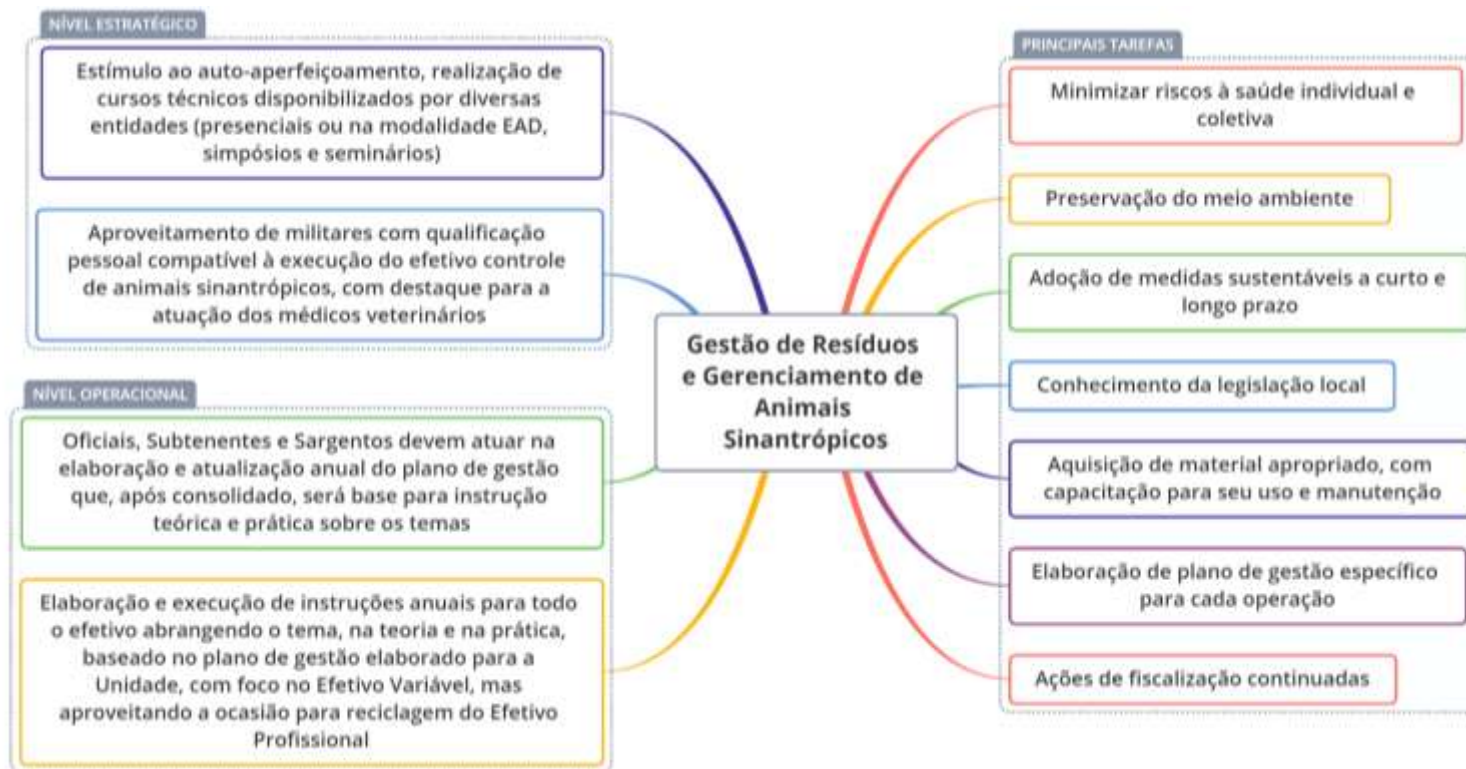 NÍVEL ESTRATÉGICO
Estímulo ao auto-aperfeiçoamento, realização de
cursos técnicos disponibilizados por diversas
entidades (presenciais ou na modalidade EAD,
simpósios e seminários)
Aproveitamento de militares com qualificação
pessoal compatível à execução do efetivo controle
de animais sinantrópicos, com destaque para a
atuação dos médicos veterinários
NÍVEL OPERACIONAL
Oficiais, Subtenentes e Sargentos devem atuar na
elaboração e atualização anual do plano de gestão
que, após consolidado, será base para instrução
teórica e prática sobre os temas
Elaboração e execução de instruções anuais para todo
o efetivo abrangendo o tema, na teoria e na prática,
baseado no plano de gestão elaborado para a
Unidade, com foco no Efetivo Variável, mas
aproveitando a ocasião para reciclagem do Efetivo
Profissional
Gestão de Resíduos
e Gerenciamento de
Animais
Sinantrópicos
PRINCIPAIS TAREFAS
Minimizar riscos à saúde individual e
coletiva
Preservação do meio ambiente
Adoção de medidas sustentáveis a curto e
longo prazo
Conhecimento da legislação local
Aquisição de material apropriado, com
capacitação para seu uso e manutenção
Elaboração de plano de gestão específico
para cada operação
Ações de fiscalização continuadas